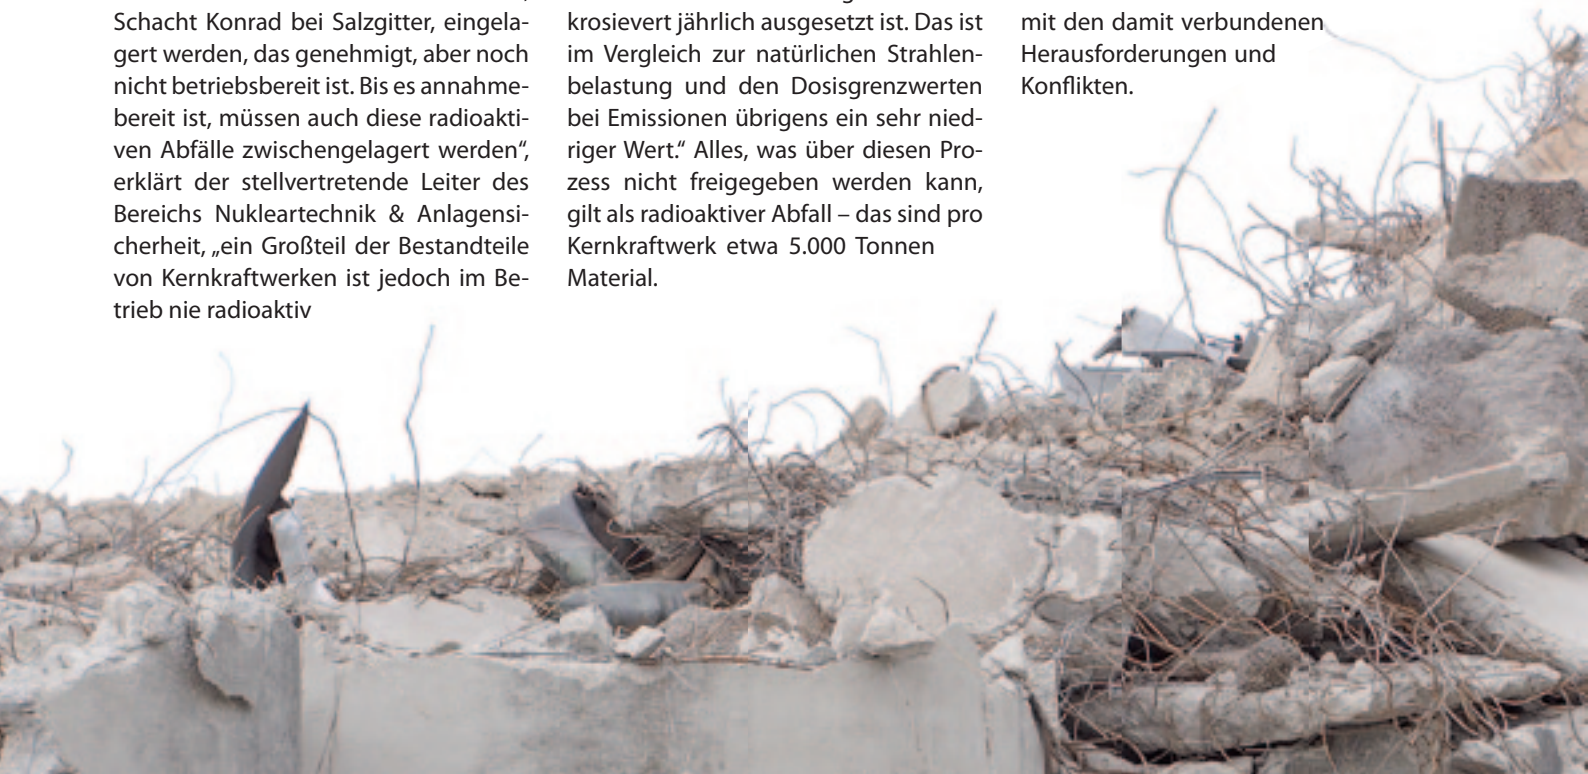 Schacht Konrad bei Salzgitter, eingela-
gert werden, das genehmigt, aber noch
nicht betriebsbereit ist. Bis es annahme-
bereit ist, müssen auch diese radioakti-
ven Abfälle zwischengelagert werden“,
erklärt der stellvertretende Leiter des
Bereichs Nukleartechnik & Anlagensi-
cherheit, „ein Großteil der Bestandteile
von Kernkraftwerken ist jedoch im Be-
trieb nie radioaktiv
krosievert jährlich ausgesetzt ist. Das ist
im Vergleich zur natürlichen Strahlen-
belastung und den Dosisgrenzwerten
bei Emissionen übrigens ein sehr nied-
riger Wert.“ Alles, was über diesen Pro-
zess nicht freigegeben werden kann,
gilt als radioaktiver Abfall – das sind pro
Kernkraftwerk etwa 5.000 Tonnen
Material.
mit den damit verbundenen
Herausforderungen und
Konflikten.